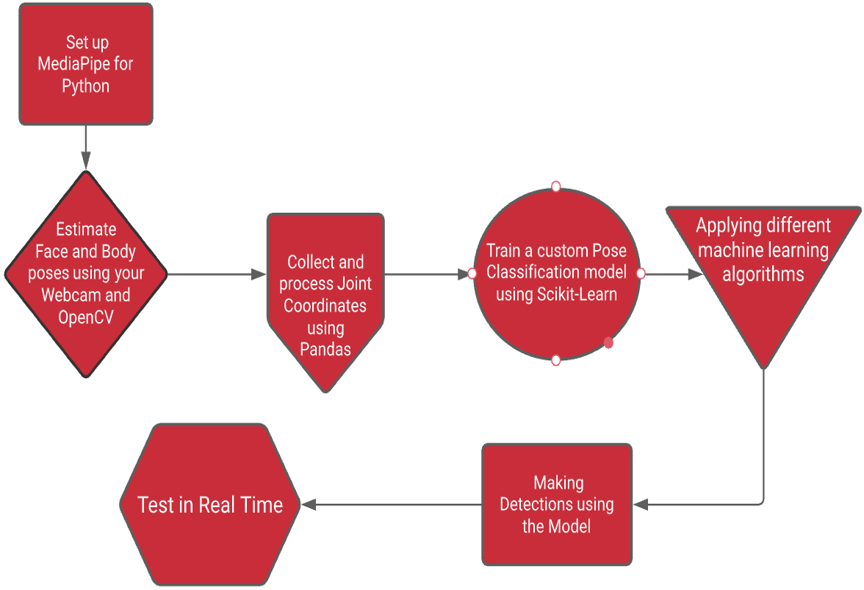 Set up
MediaPipe for
Python
Estimate
Face and Body
poses using your
Webcam and
OpenCV
Collect and
process Joint
Coordinates
using
Pandas
Train a custom Pose
Classification model
using Scikit-Learn
Applying different
machine learning
algorithms
Making
Detections using
the Model
Test in Real Time